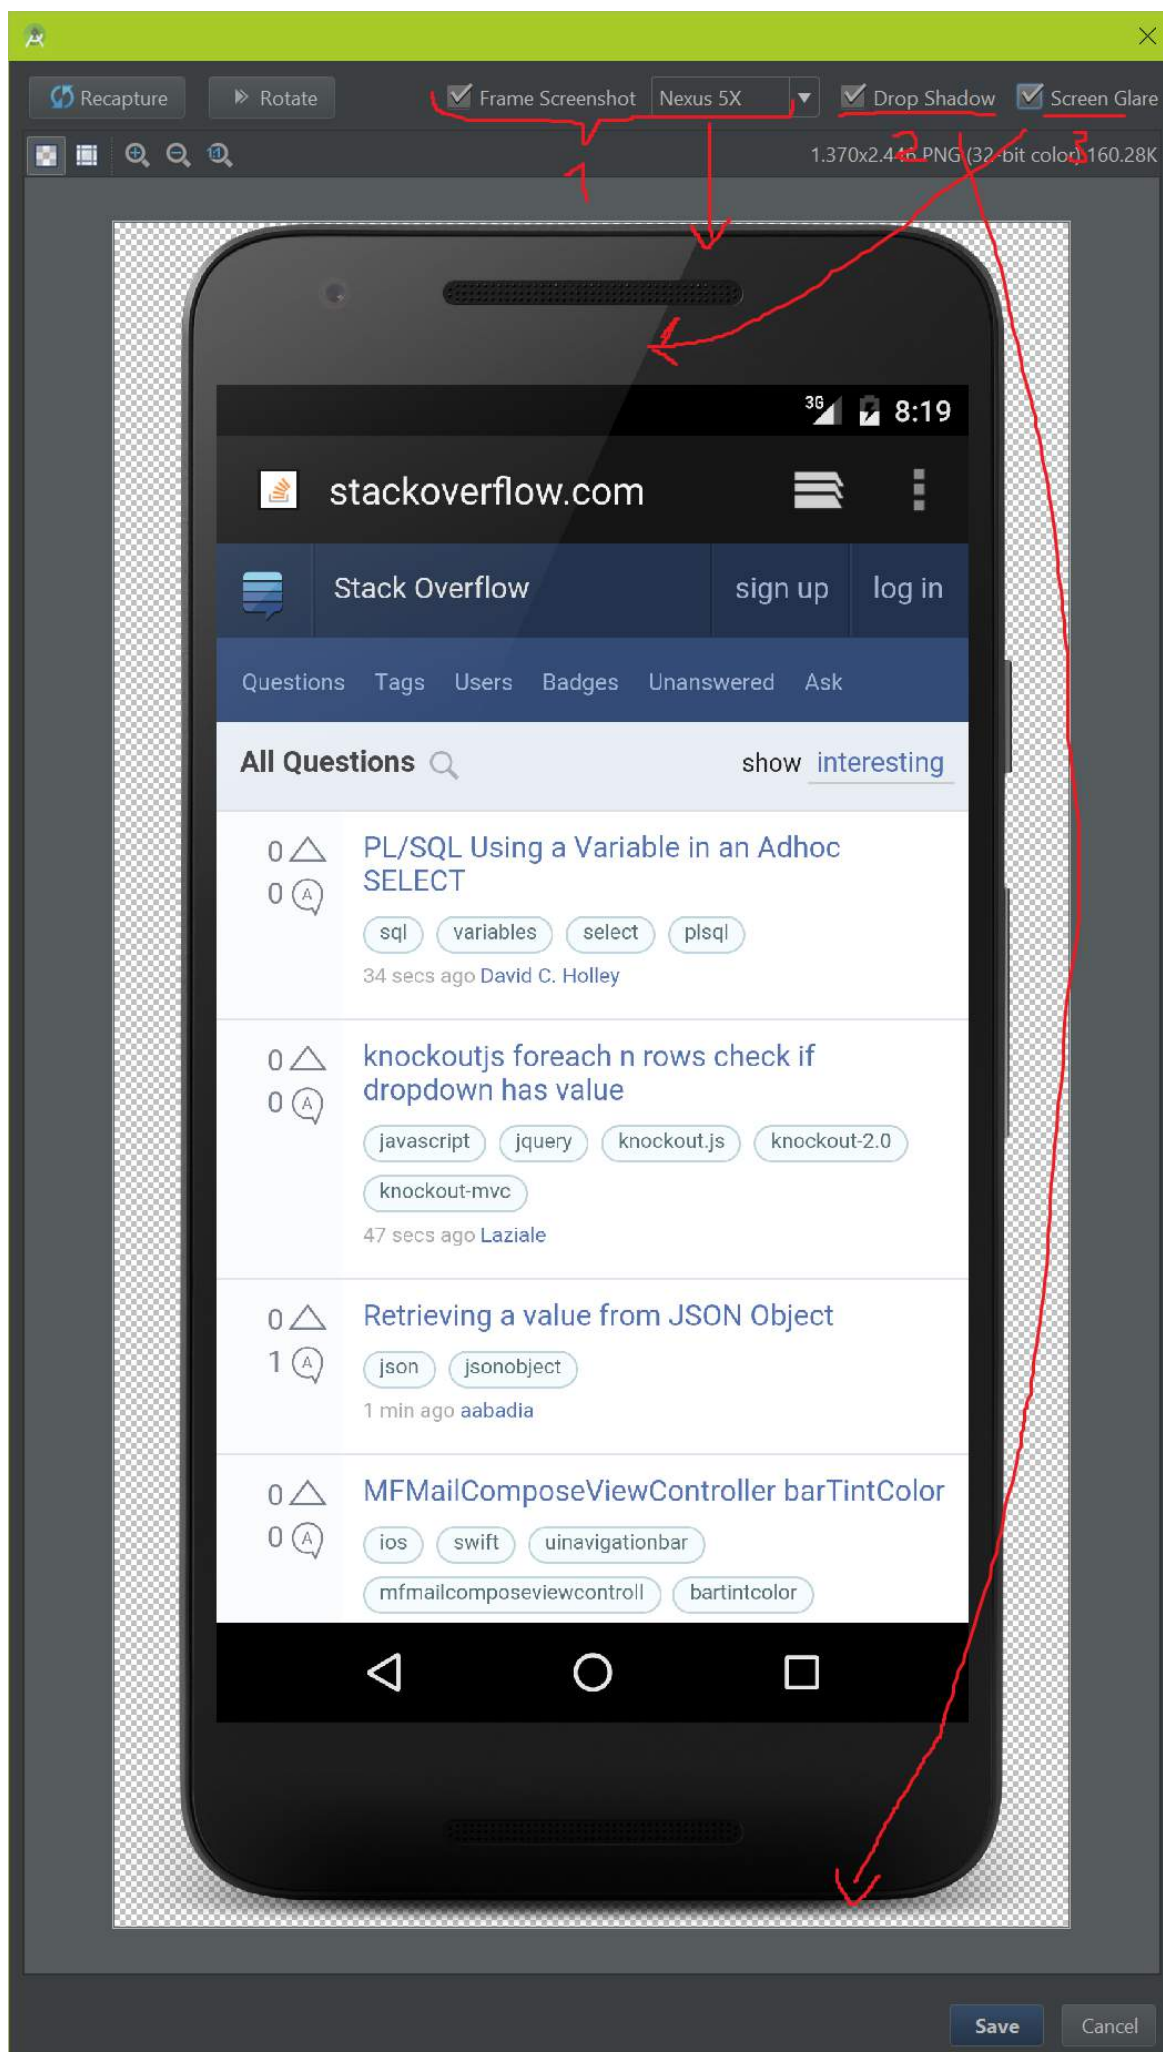 Recapture Rotate Frame Screenshot Nexus 5X Drop Shadow Screen Glare
1 2 3
1.370x2.446 PNG (32-bit color) 160.28K
3G 8:19
stackoverflow.com
Stack Overflow sign up log in
Questions Tags Users Badges Unanswered Ask
All Questions show interesting
0 PL/SQL Using a Variable in an Adhoc
0 A SELECT
sql variables select plsql
34 secs ago David C. Holley
0 knockoutjs foreach n rows check if
0 A dropdown has value
javascript jquery knockout.js knockout-2.0
knockout-mvc
47 secs ago Laziale
0 Retrieving a value from JSON Object
1 A json jsonobject
1 min ago aabadia
0 MFMailComposeViewController barTintColor
0 A ios swift uinavigationbar
mfmailcomposeviewcontroll bartintcolor
Save Cancel